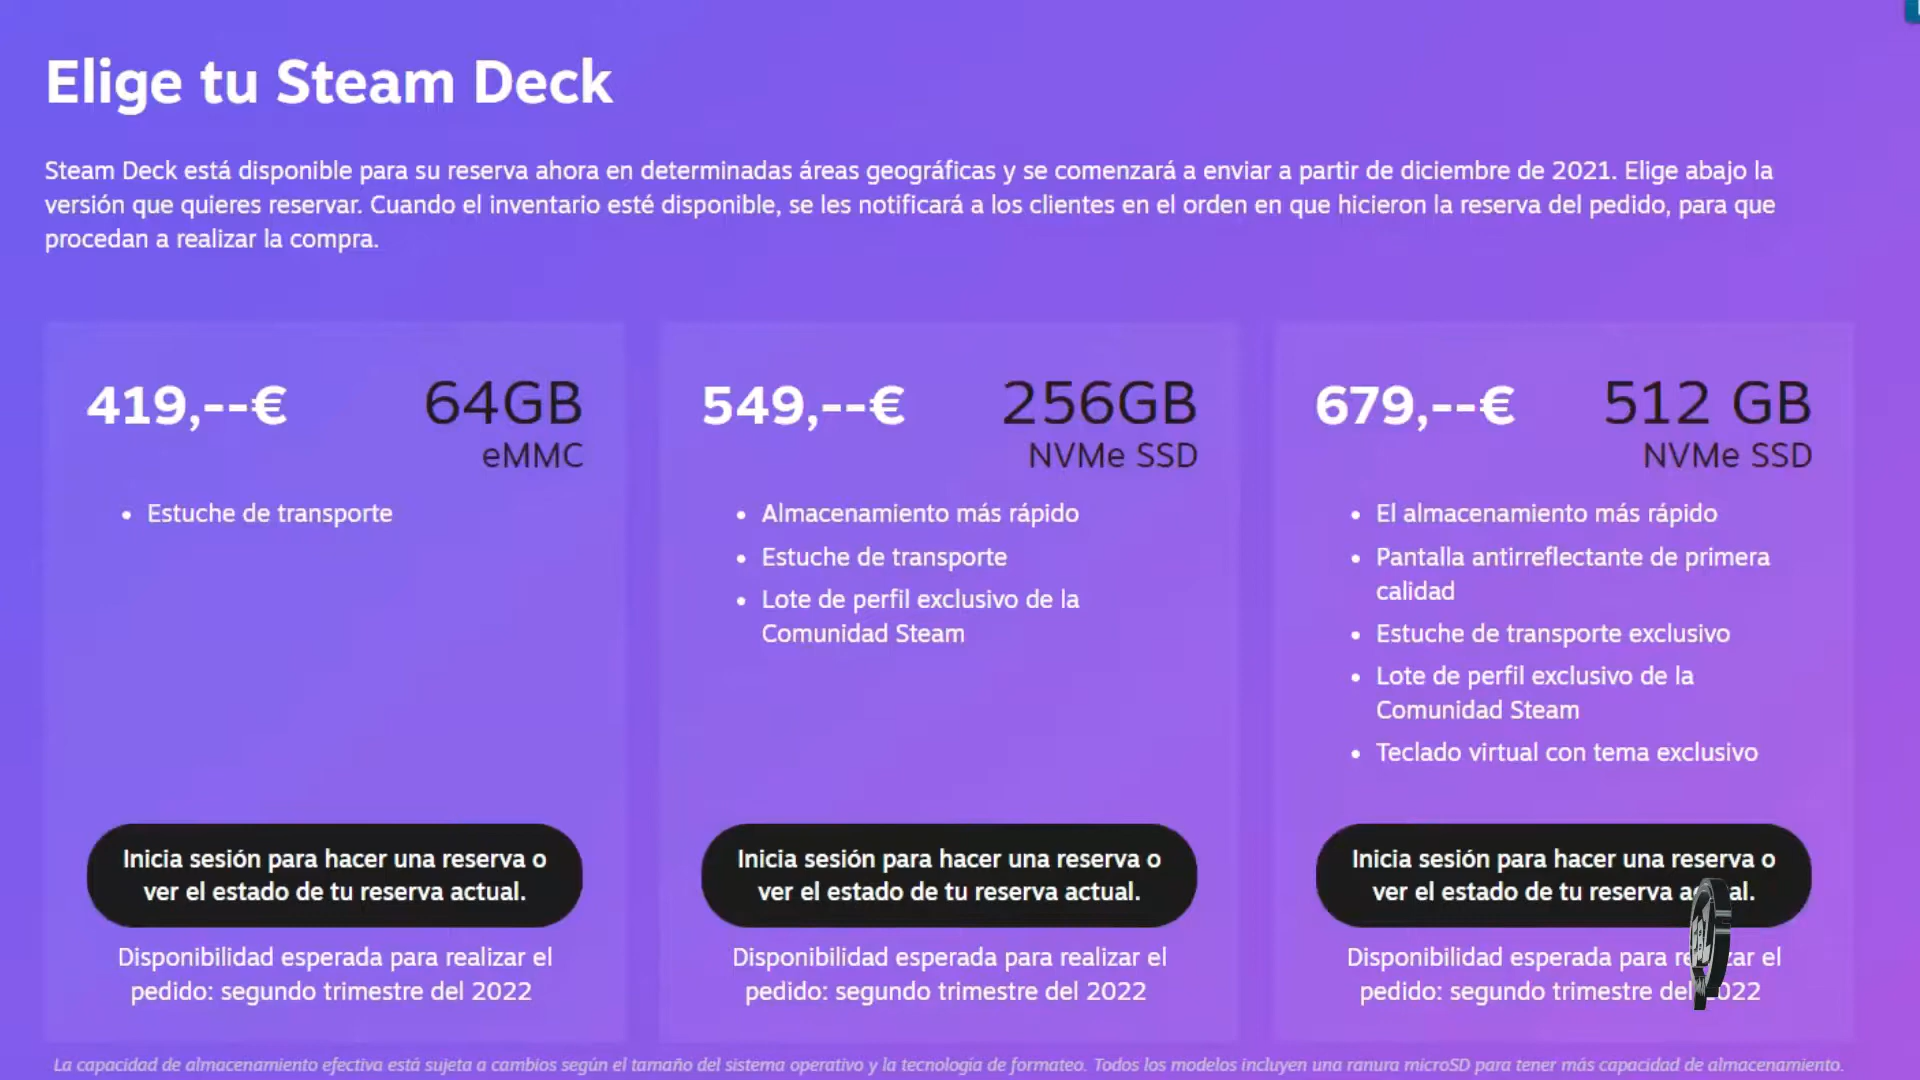 Elige tu Steam Deck
Steam Deck está disponible para su reserva ahora en determinadas áreas geográficas y se comenzará a enviar a partir de diciembre de 2021. Elige abajo la
versión que quieres reservar. Cuando el inventario esté disponible, se les notificará a los clientes en el orden en que hicieron la reserva del pedido, para que
procedan a realizar la compra.
419,--€
64GB
eMMC
• Estuche de transporte
Inicia sesión para hacer una reserva o
ver el estado de tu reserva actual.
Disponibilidad esperada para realizar el
pedido: segundo trimestre del 2022
549,--€
256GB
NVMe SSD
• Almacenamiento más rápido
• Estuche de transporte
• Lote de perfil exclusivo de la
Comunidad Steam
Inicia sesión para hacer una reserva o
ver el estado de tu reserva actual.
Disponibilidad esperada para realizar el
pedido: segundo trimestre del 2022
679,--€
512 GB
NVMe SSD
• El almacenamiento más rápido
• Pantalla antirreflectante de primera
calidad
• Estuche de transporte exclusivo
• Lote de perfil exclusivo de la
Comunidad Steam
• Teclado virtual con tema exclusivo
Inicia sesión para hacer una reserva o
ver el estado de tu reserva actual.
Disponibilidad esperada para realizar el
pedido: segundo trimestre del 2022
La capacidad de almacenamiento efectiva está sujeta a cambios según el tamaño del sistema operativo y la tecnología de formateo. Todos los modelos incluyen una ranura microSD para tener más capacidad de almacenamiento.